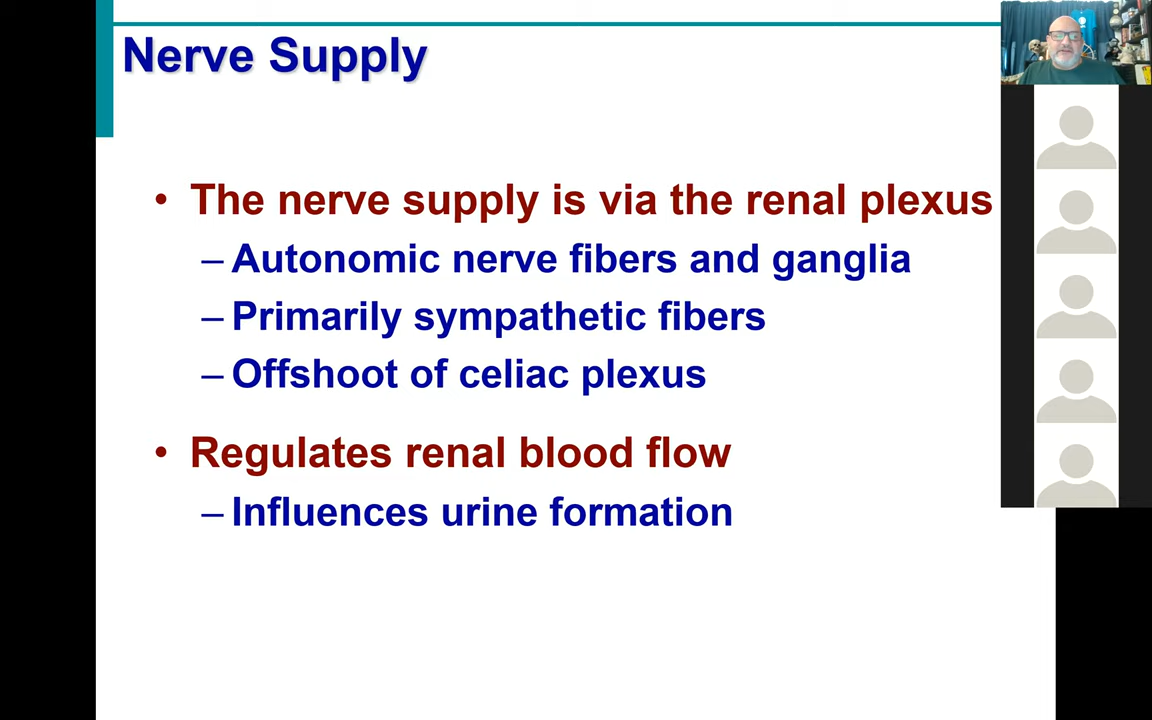 Nerve Supply
• The nerve supply is via the renal plexus
– Autonomic nerve fibers and ganglia
– Primarily sympathetic fibers
– Offshoot of celiac plexus
• Regulates renal blood flow
– Influences urine formation